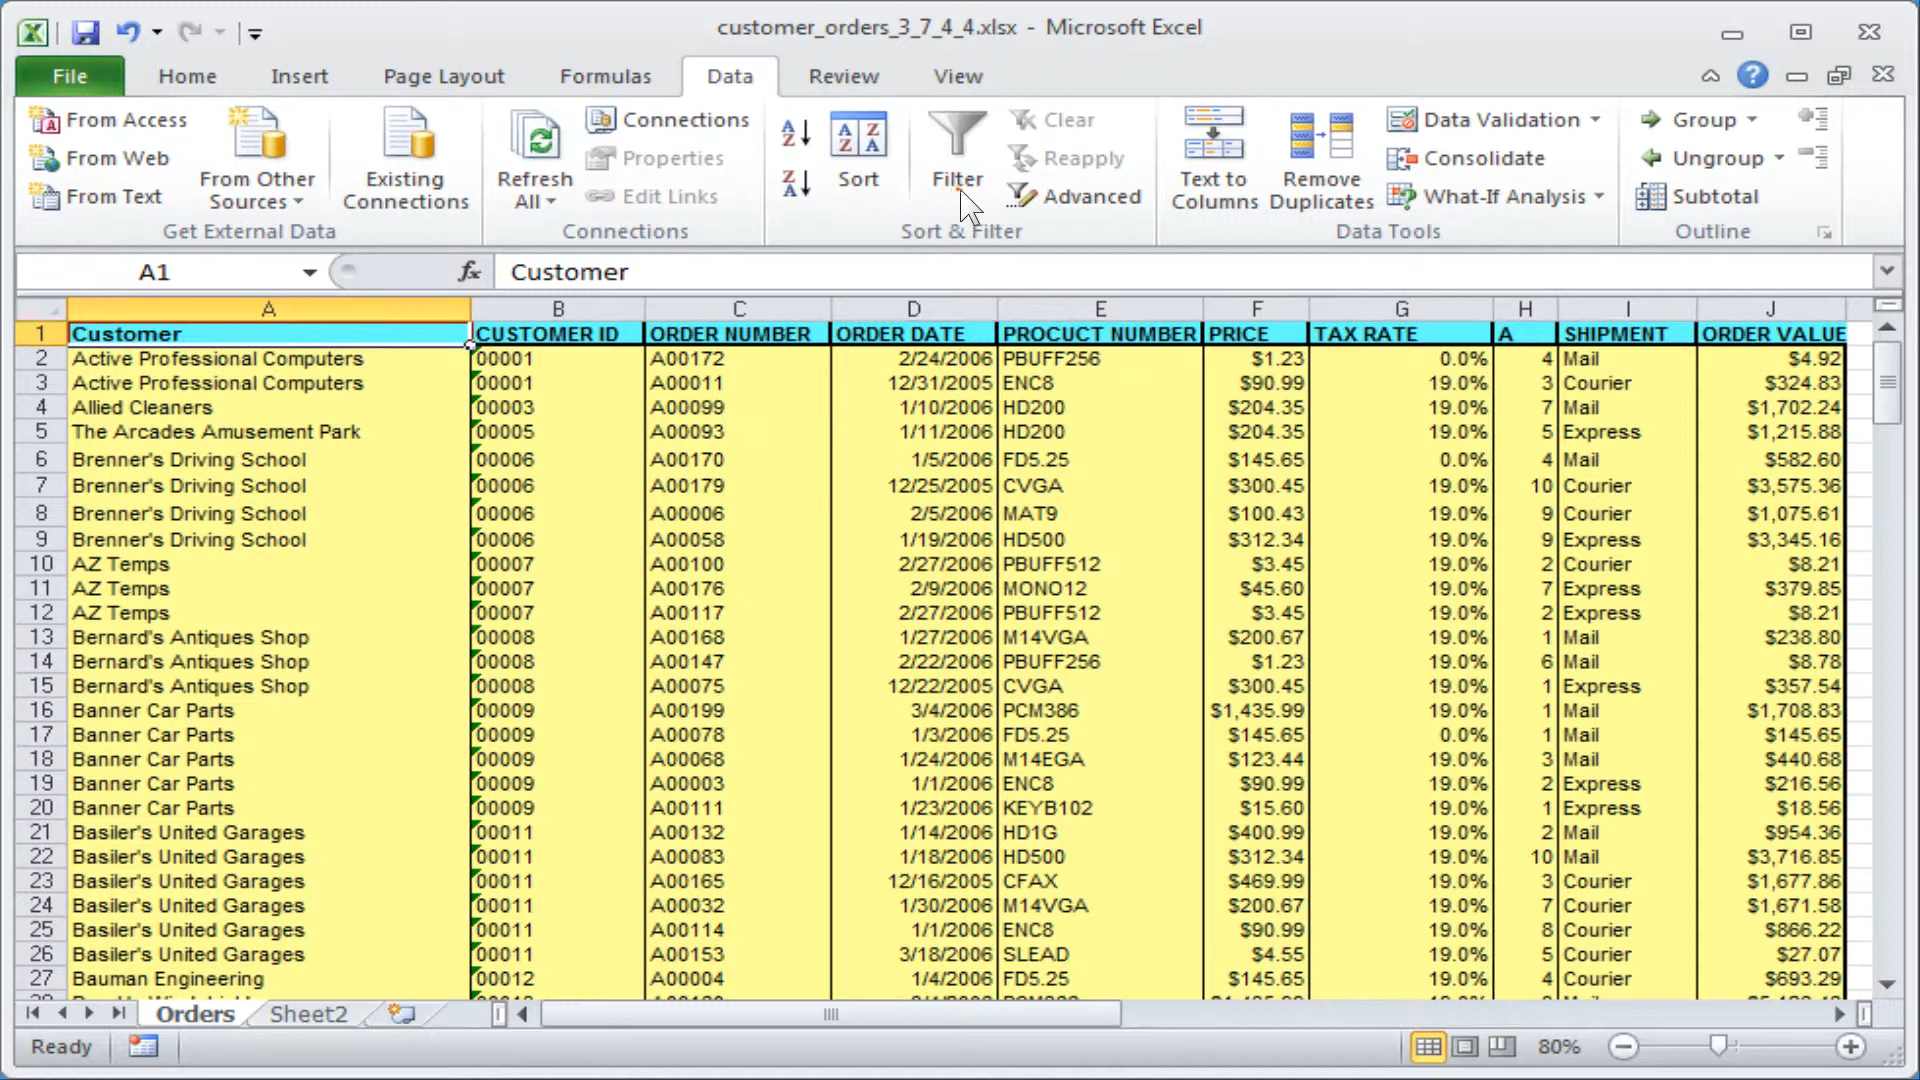 customer_orders_3_7_4_4.xlsx - Microsoft Excel
File Home Insert Page Layout Formulas Data Review View
From Access
From Web
From Text
From Other Sources
Existing Connections
Get External Data
Refresh All
Connections
Properties
Edit Links
Connections
Sort
Filter
Clear
Reapply
Advanced
Sort & Filter
Text to Columns
Remove Duplicates
Data Validation
Consolidate
What-If Analysis
Data Tools
Group
Ungroup
Subtotal
Outline
A1 fx Customer
A B C D E F G H I J
1 Customer CUSTOMER ID ORDER NUMBER ORDER DATE PROCUCT NUMBER PRICE TAX RATE A SHIPMENT ORDER VALUE
2 Active Professional Computers 00001 A00172 2/24/2006 PBUFF256 $1.23 0.0% 4 Mail $4.92
3 Active Professional Computers 00001 A00011 12/31/2005 ENC8 $90.99 19.0% 3 Courier $324.83
4 Allied Cleaners 00003 A00099 1/10/2006 HD200 $204.35 19.0% 7 Mail $1,702.24
5 The Arcades Amusement Park 00005 A00093 1/11/2006 HD200 $204.35 19.0% 5 Express $1,215.88
6 Brenner's Driving School 00006 A00170 1/5/2006 FD5.25 $145.65 0.0% 4 Mail $582.60
7 Brenner's Driving School 00006 A00179 12/25/2005 CVGA $300.45 19.0% 10 Courier $3,575.36
8 Brenner's Driving School 00006 A00006 2/5/2006 MAT9 $100.43 19.0% 9 Courier $1,075.61
9 Brenner's Driving School 00006 A00058 1/19/2006 HD500 $312.34 19.0% 9 Express $3,345.16
10 AZ Temps 00007 A00100 2/27/2006 PBUFF512 $3.45 19.0% 2 Courier $8.21
11 AZ Temps 00007 A00176 2/9/2006 MONO12 $45.60 19.0% 7 Express $379.85
12 AZ Temps 00007 A00117 2/27/2006 PBUFF512 $3.45 19.0% 2 Express $8.21
13 Bernard's Antiques Shop 00008 A00168 1/27/2006 M14VGA $200.67 19.0% 1 Mail $238.80
14 Bernard's Antiques Shop 00008 A00147 2/22/2006 PBUFF256 $1.23 19.0% 6 Mail $8.78
15 Bernard's Antiques Shop 00008 A00075 12/22/2005 CVGA $300.45 19.0% 1 Express $357.54
16 Banner Car Parts 00009 A00199 3/4/2006 PCM386 $1,435.99 19.0% 1 Mail $1,708.83
17 Banner Car Parts 00009 A00078 1/3/2006 FD5.25 $145.65 0.0% 1 Mail $145.65
18 Banner Car Parts 00009 A00068 1/24/2006 M14EGA $123.44 19.0% 3 Mail $440.68
19 Banner Car Parts 00009 A00003 1/1/2006 ENC8 $90.99 19.0% 2 Express $216.56
20 Banner Car Parts 00009 A00111 1/23/2006 KEYB102 $15.60 19.0% 1 Express $18.56
21 Basiler's United Garages 00011 A00132 1/14/2006 HD1G $400.99 19.0% 2 Mail $954.36
22 Basiler's United Garages 00011 A00083 1/18/2006 HD500 $312.34 19.0% 10 Mail $3,716.85
23 Basiler's United Garages 00011 A00165 12/16/2005 CFAX $469.99 19.0% 3 Courier $1,677.86
24 Basiler's United Garages 00011 A00032 1/30/2006 M14VGA $200.67 19.0% 7 Courier $1,671.58
25 Basiler's United Garages 00011 A00114 1/1/2006 ENC8 $90.99 19.0% 8 Courier $866.22
26 Basiler's United Garages 00011 A00153 3/18/2006 SLEAD $4.55 19.0% 5 Courier $27.07
27 Bauman Engineering 00012 A00004 1/4/2006 FD5.25 $145.65 19.0% 4 Courier $693.29
Orders Sheet2
Ready 80%